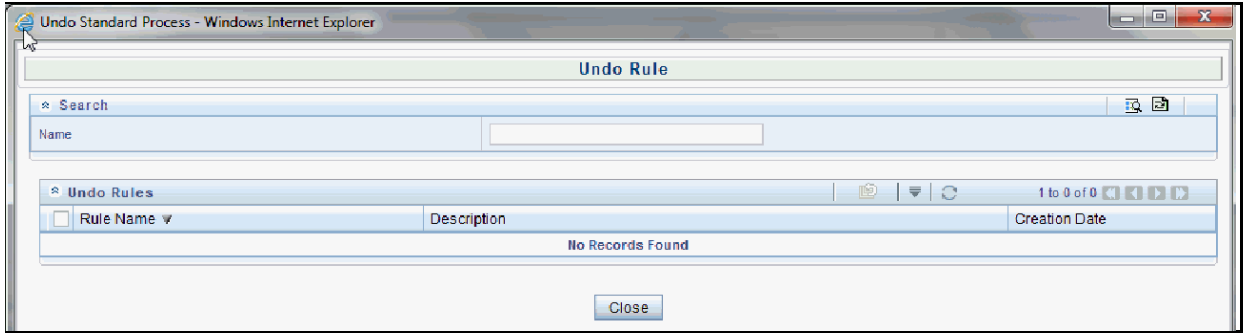 Undo Standard Process - Windows Internet Explorer
Undo Rule
Search
Name
Undo Rules
1 to 0 of 0
Rule Name Description Creation Date
No Records Found
Close